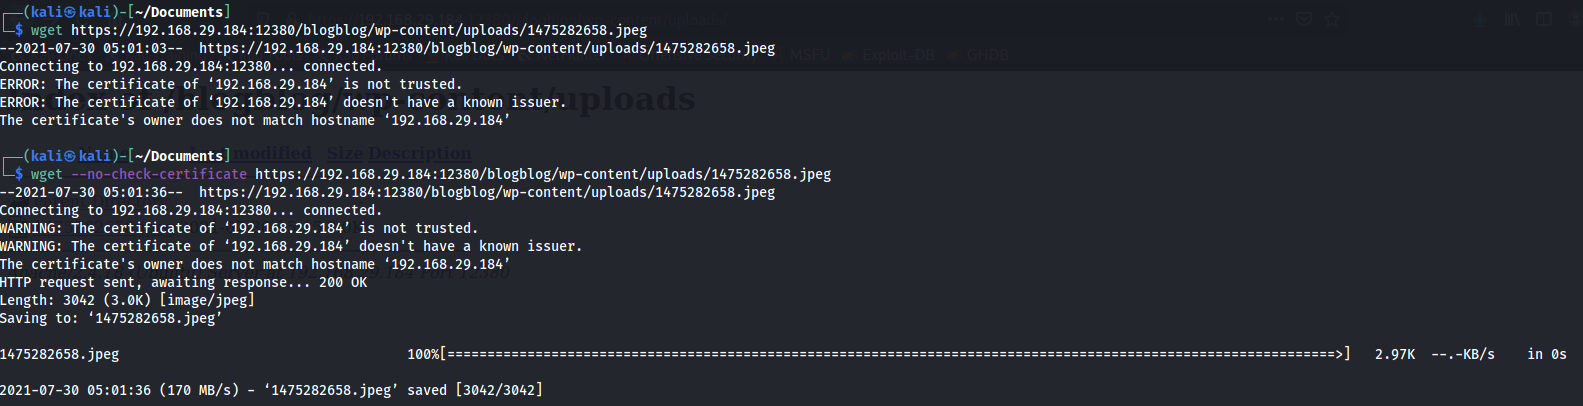 ┌──(kali㉿kali)-[~/Documents]
└─$ wget https://192.168.29.184:12380/blogblog/wp-content/uploads/1475282658.jpeg
--2021-07-30 05:01:03--  https://192.168.29.184:12380/blogblog/wp-content/uploads/1475282658.jpeg
Connecting to 192.168.29.184:12380... connected.
MSFU Exploit-DB GHDB
ERROR: The certificate of ‘192.168.29.184’ is not trusted.
ERROR: The certificate of ‘192.168.29.184’ doesn't have a known issuer.
/wp-content/uploads
The certificate's owner does not match hostname ‘192.168.29.184’
┌──(kali㉿kali)-[~/Documents]
modified Size Description
└─$ wget --no-check-certificate https://192.168.29.184:12380/blogblog/wp-content/uploads/1475282658.jpeg
--2021-07-30 05:01:36--  https://192.168.29.184:12380/blogblog/wp-content/uploads/1475282658.jpeg
Connecting to 192.168.29.184:12380... connected.
WARNING: The certificate of ‘192.168.29.184’ is not trusted.
WARNING: The certificate of ‘192.168.29.184’ doesn't have a known issuer.
The certificate's owner does not match hostname ‘192.168.29.184’
HTTP request sent, awaiting response... 200 OK
Length: 3042 (3.0K) [image/jpeg]
Saving to: ‘1475282658.jpeg’
1475282658.jpeg 100%[==================================================================================================================>] 2.97K --.-KB/s in 0s
2021-07-30 05:01:36 (170 MB/s) - ‘1475282658.jpeg’ saved [3042/3042]